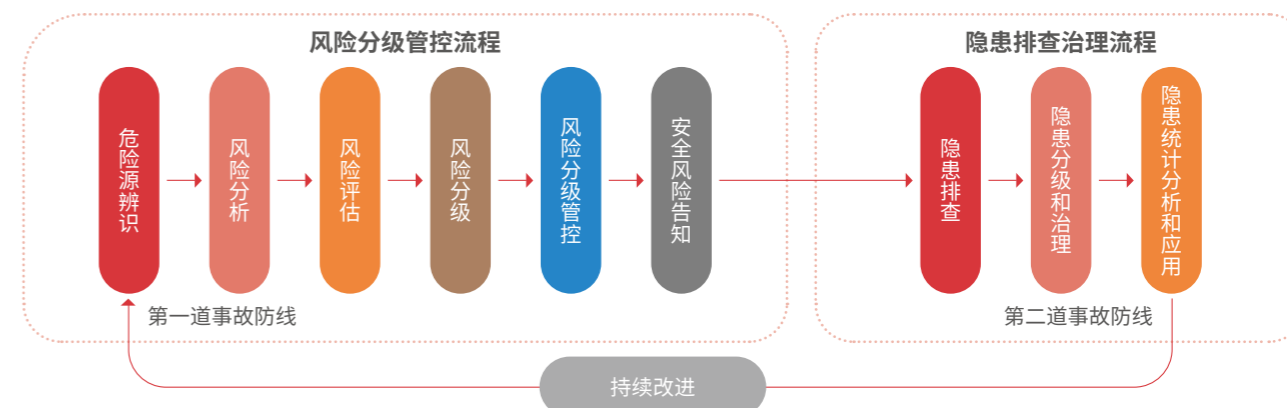 风险分级管控流程
危险源辨识
风险分析
风险评估
风险分级
风险分级管控
安全风险告知
第一道事故防线
隐患排查治理流程
隐患排查
隐患分级和治理
隐患统计分析和应用
第二道事故防线
持续改进